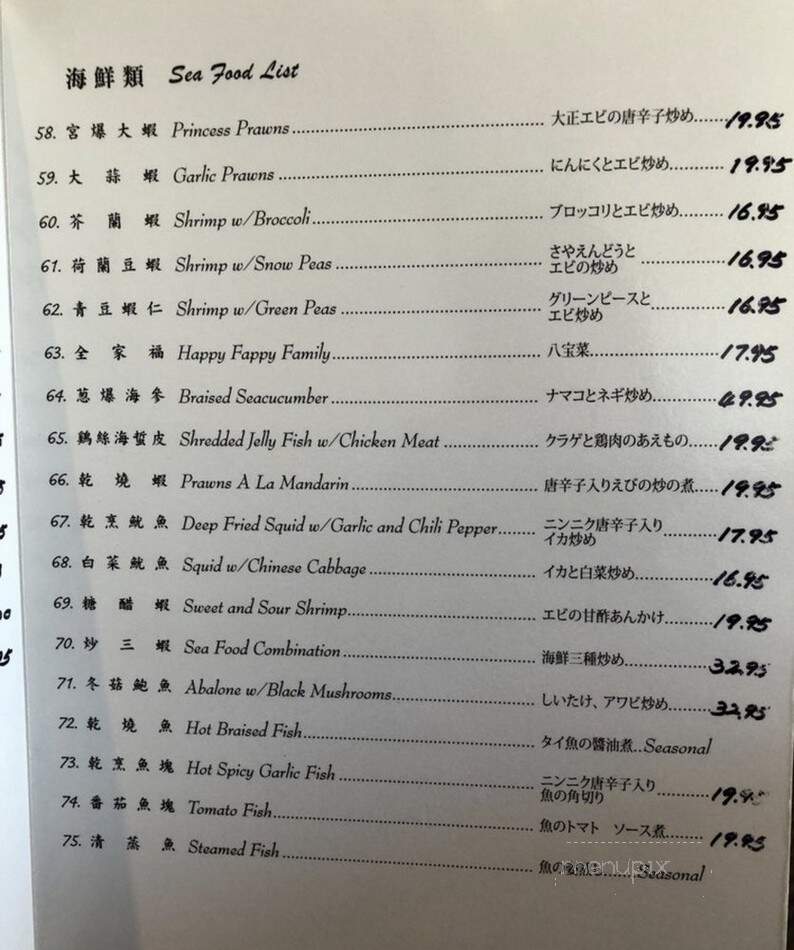 海鮮類 Sea Food List
58. 宮爆大蝦 Princess Prawns 大正エビの唐辛子炒め 19.95
59. 大蒜蝦 Garlic Prawns にんにくとエビ炒め 19.95
60. 芥蘭蝦 Shrimp w/Broccoli ブロッコリとエビ炒め 16.95
61. 荷蘭豆蝦 Shrimp w/Snow Peas さやえんどうと
エビの炒め 16.95
62. 青豆蝦仁 Shrimp w/Green Peas グリーンピースと
エビ炒め 16.95
63. 全家福 Happy Fappy Family 八宝菜 17.95
64. 葱爆海參 Braised Seacucumber ナマコとネギ炒め 49.95
65. 鷄絲海蜇皮 Shredded Jelly Fish w/Chicken Meat クラゲと鶏肉のあえもの 19.95
66. 乾燒蝦 Prawns A La Mandarin 唐辛子入りえびの炒の煮 19.95
67. 乾烹魷魚 Deep Fried Squid w/Garlic and Chili Pepper ニンニク唐辛子入り
イカ炒め 17.95
68. 白菜魷魚 Squid w/Chinese Cabbage イカと白菜炒め 16.95
69. 糖醋蝦 Sweet and Sour Shrimp エビの甘酢あんかけ 19.95
70. 炒三蝦 Sea Food Combination 海鮮三種炒め 32.95
71. 冬菇鮑魚 Abalone w/Black Mushrooms しいたけ、アワビ炒め 32.95
72. 乾燒魚 Hot Braised Fish タイ魚の醬油煮 Seasonal
73. 乾烹魚塊 Hot Spicy Garlic Fish ニンニク唐辛子入り
魚の角切り 19.95
74. 番茄魚塊 Tomato Fish 魚のトマト ソース煮 19.95
75. 清蒸魚 Steamed Fish 魚の Seasonal
menupix